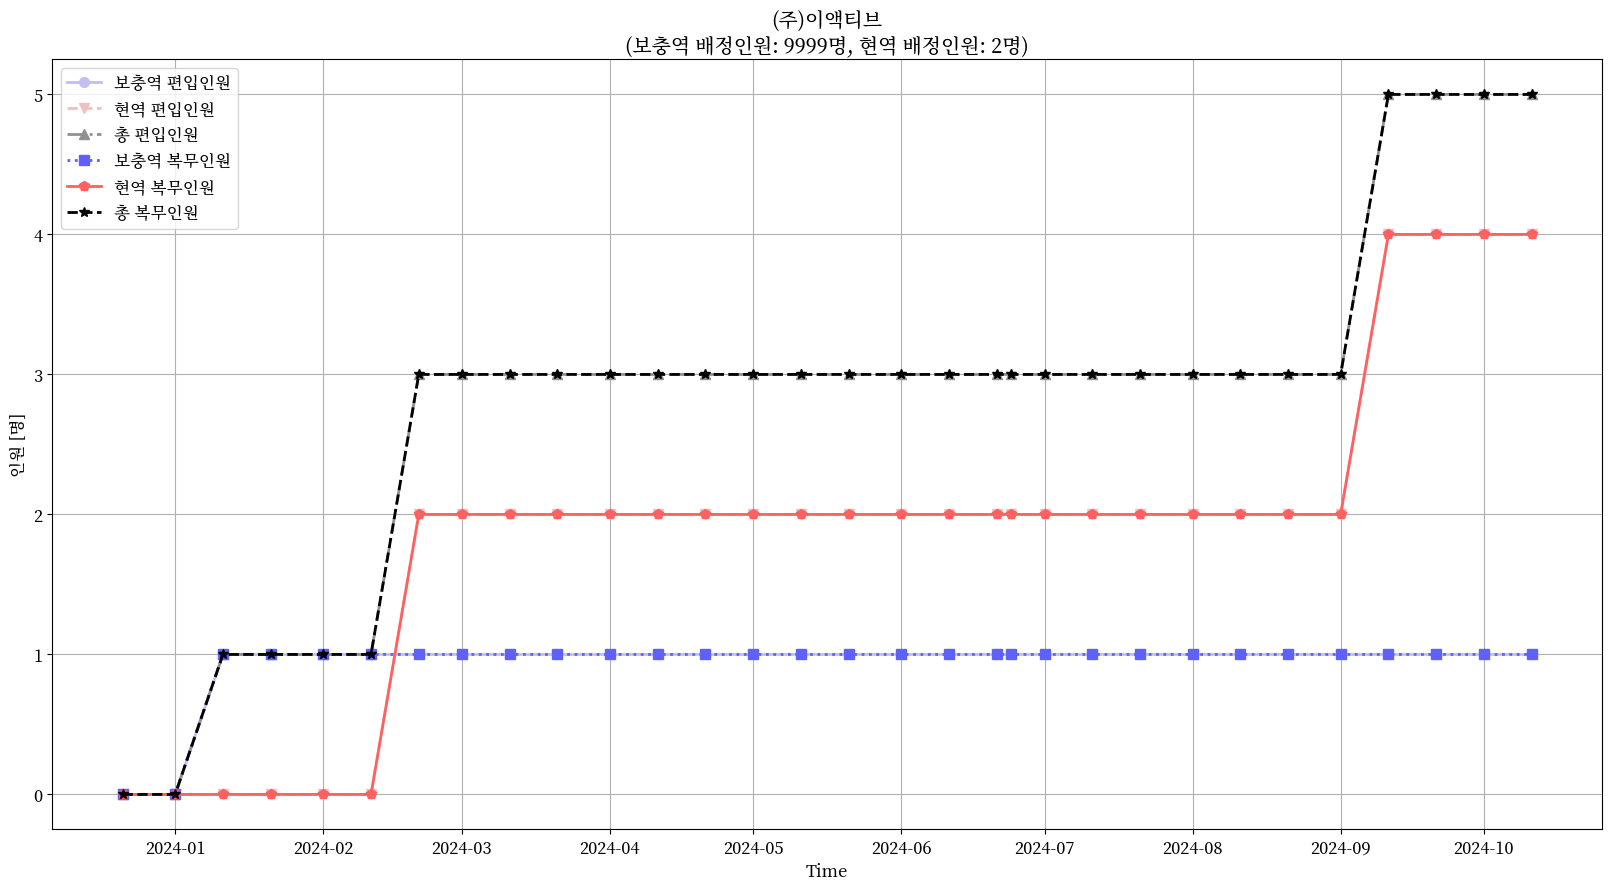 (주)이액티브
(보충역 배정인원: 9999명, 현역 배정인원: 2명)
보충역 편입인원
현역 편입인원
총 편입인원
보충역 복무인원
현역 복무인원
총 복무인원
인원 [명]
5
4
3
2
1
0
2024-01
2024-02
2024-03
2024-04
2024-05
2024-06
2024-07
2024-08
2024-09
2024-10
Time